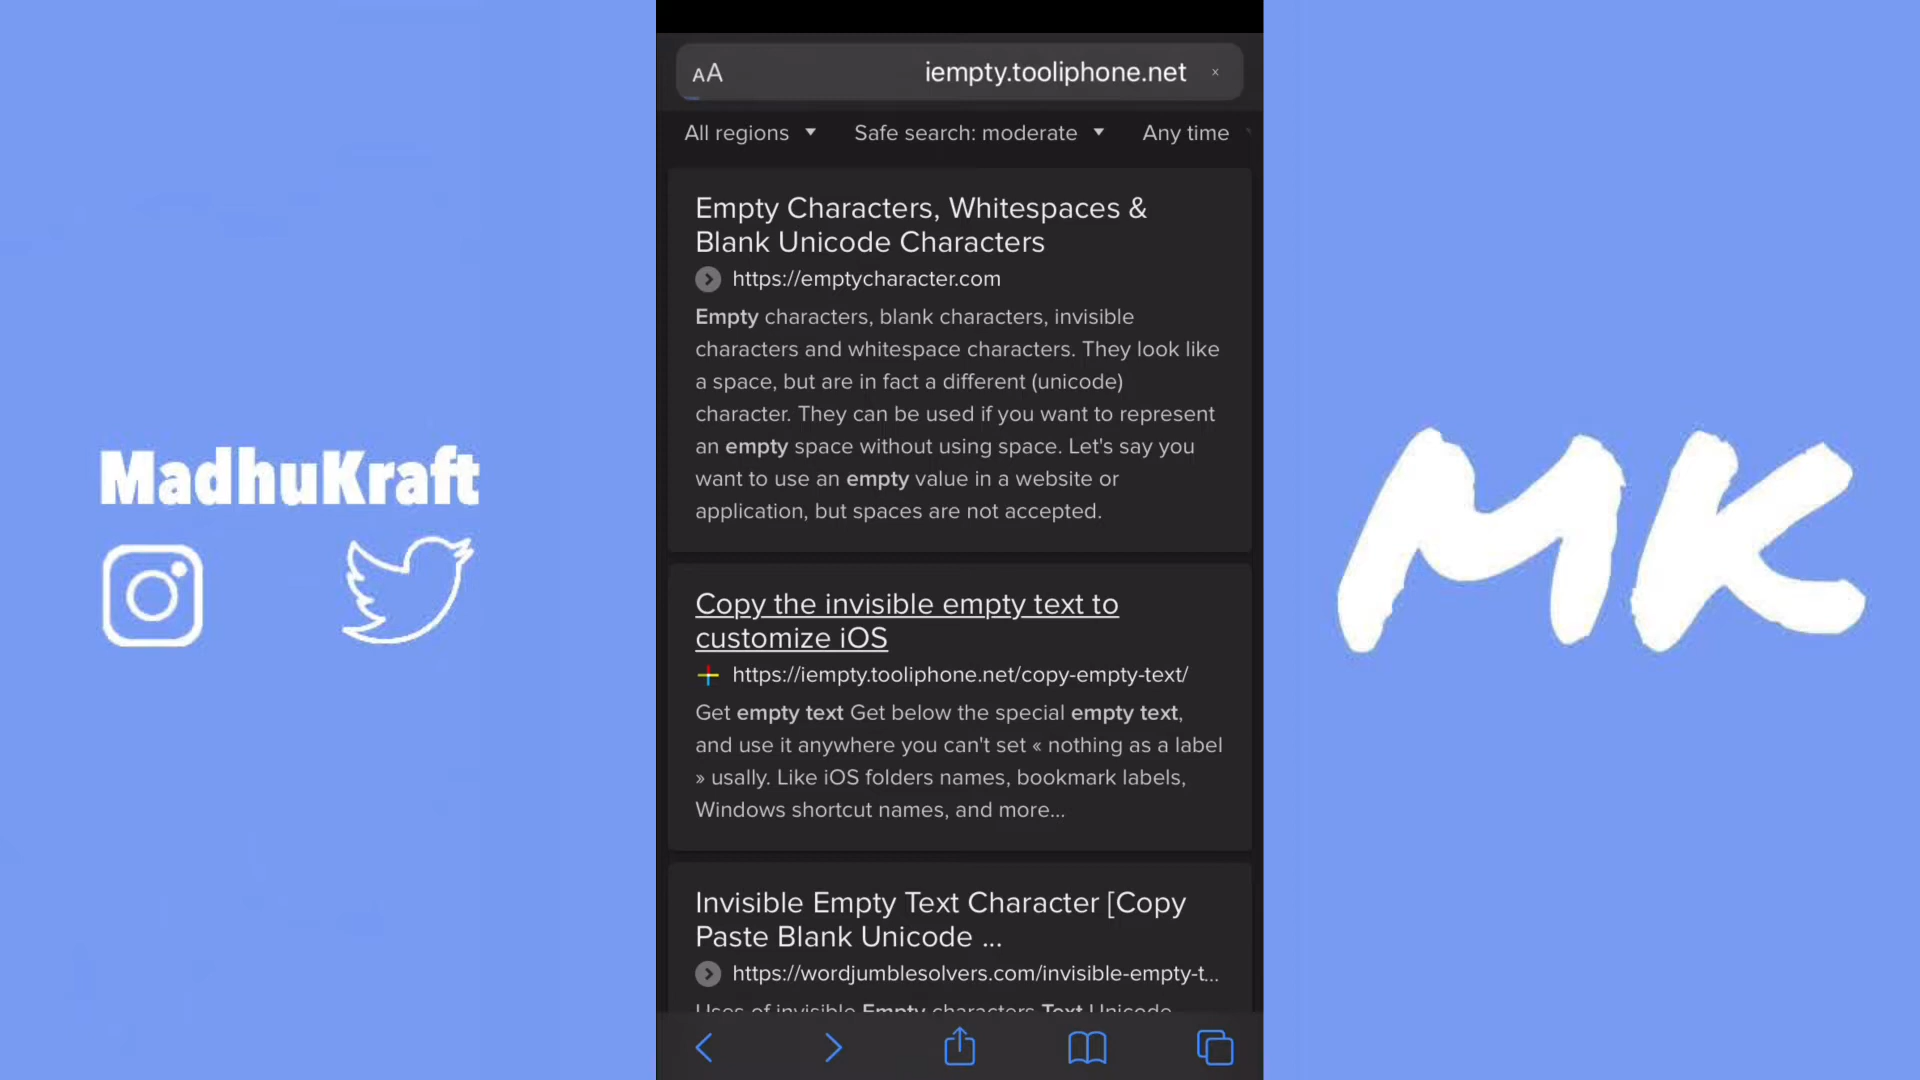 AA
iempty.tooliphone.net
All regions
Safe search: moderate
Any time
Empty Characters, Whitespaces &
Blank Unicode Characters
https://emptycharacter.com
Empty characters, blank characters, invisible
characters and whitespace characters. They look like
a space, but are in fact a different (unicode)
character. They can be used if you want to represent
an empty space without using space. Let's say you
want to use an empty value in a website or
application, but spaces are not accepted.
Copy the invisible empty text to
customize iOS
https://iempty.tooliphone.net/copy-empty-text/
Get empty text Get below the special empty text,
and use it anywhere you can't set « nothing as a label
» usally. Like iOS folders names, bookmark labels,
Windows shortcut names, and more...
Invisible Empty Text Character [Copy
Paste Blank Unicode ...
https://wordjumblesolvers.com/invisible-empty-t...
Uses of invisible Empty characters Text Unicode
MadhuKraft
MK